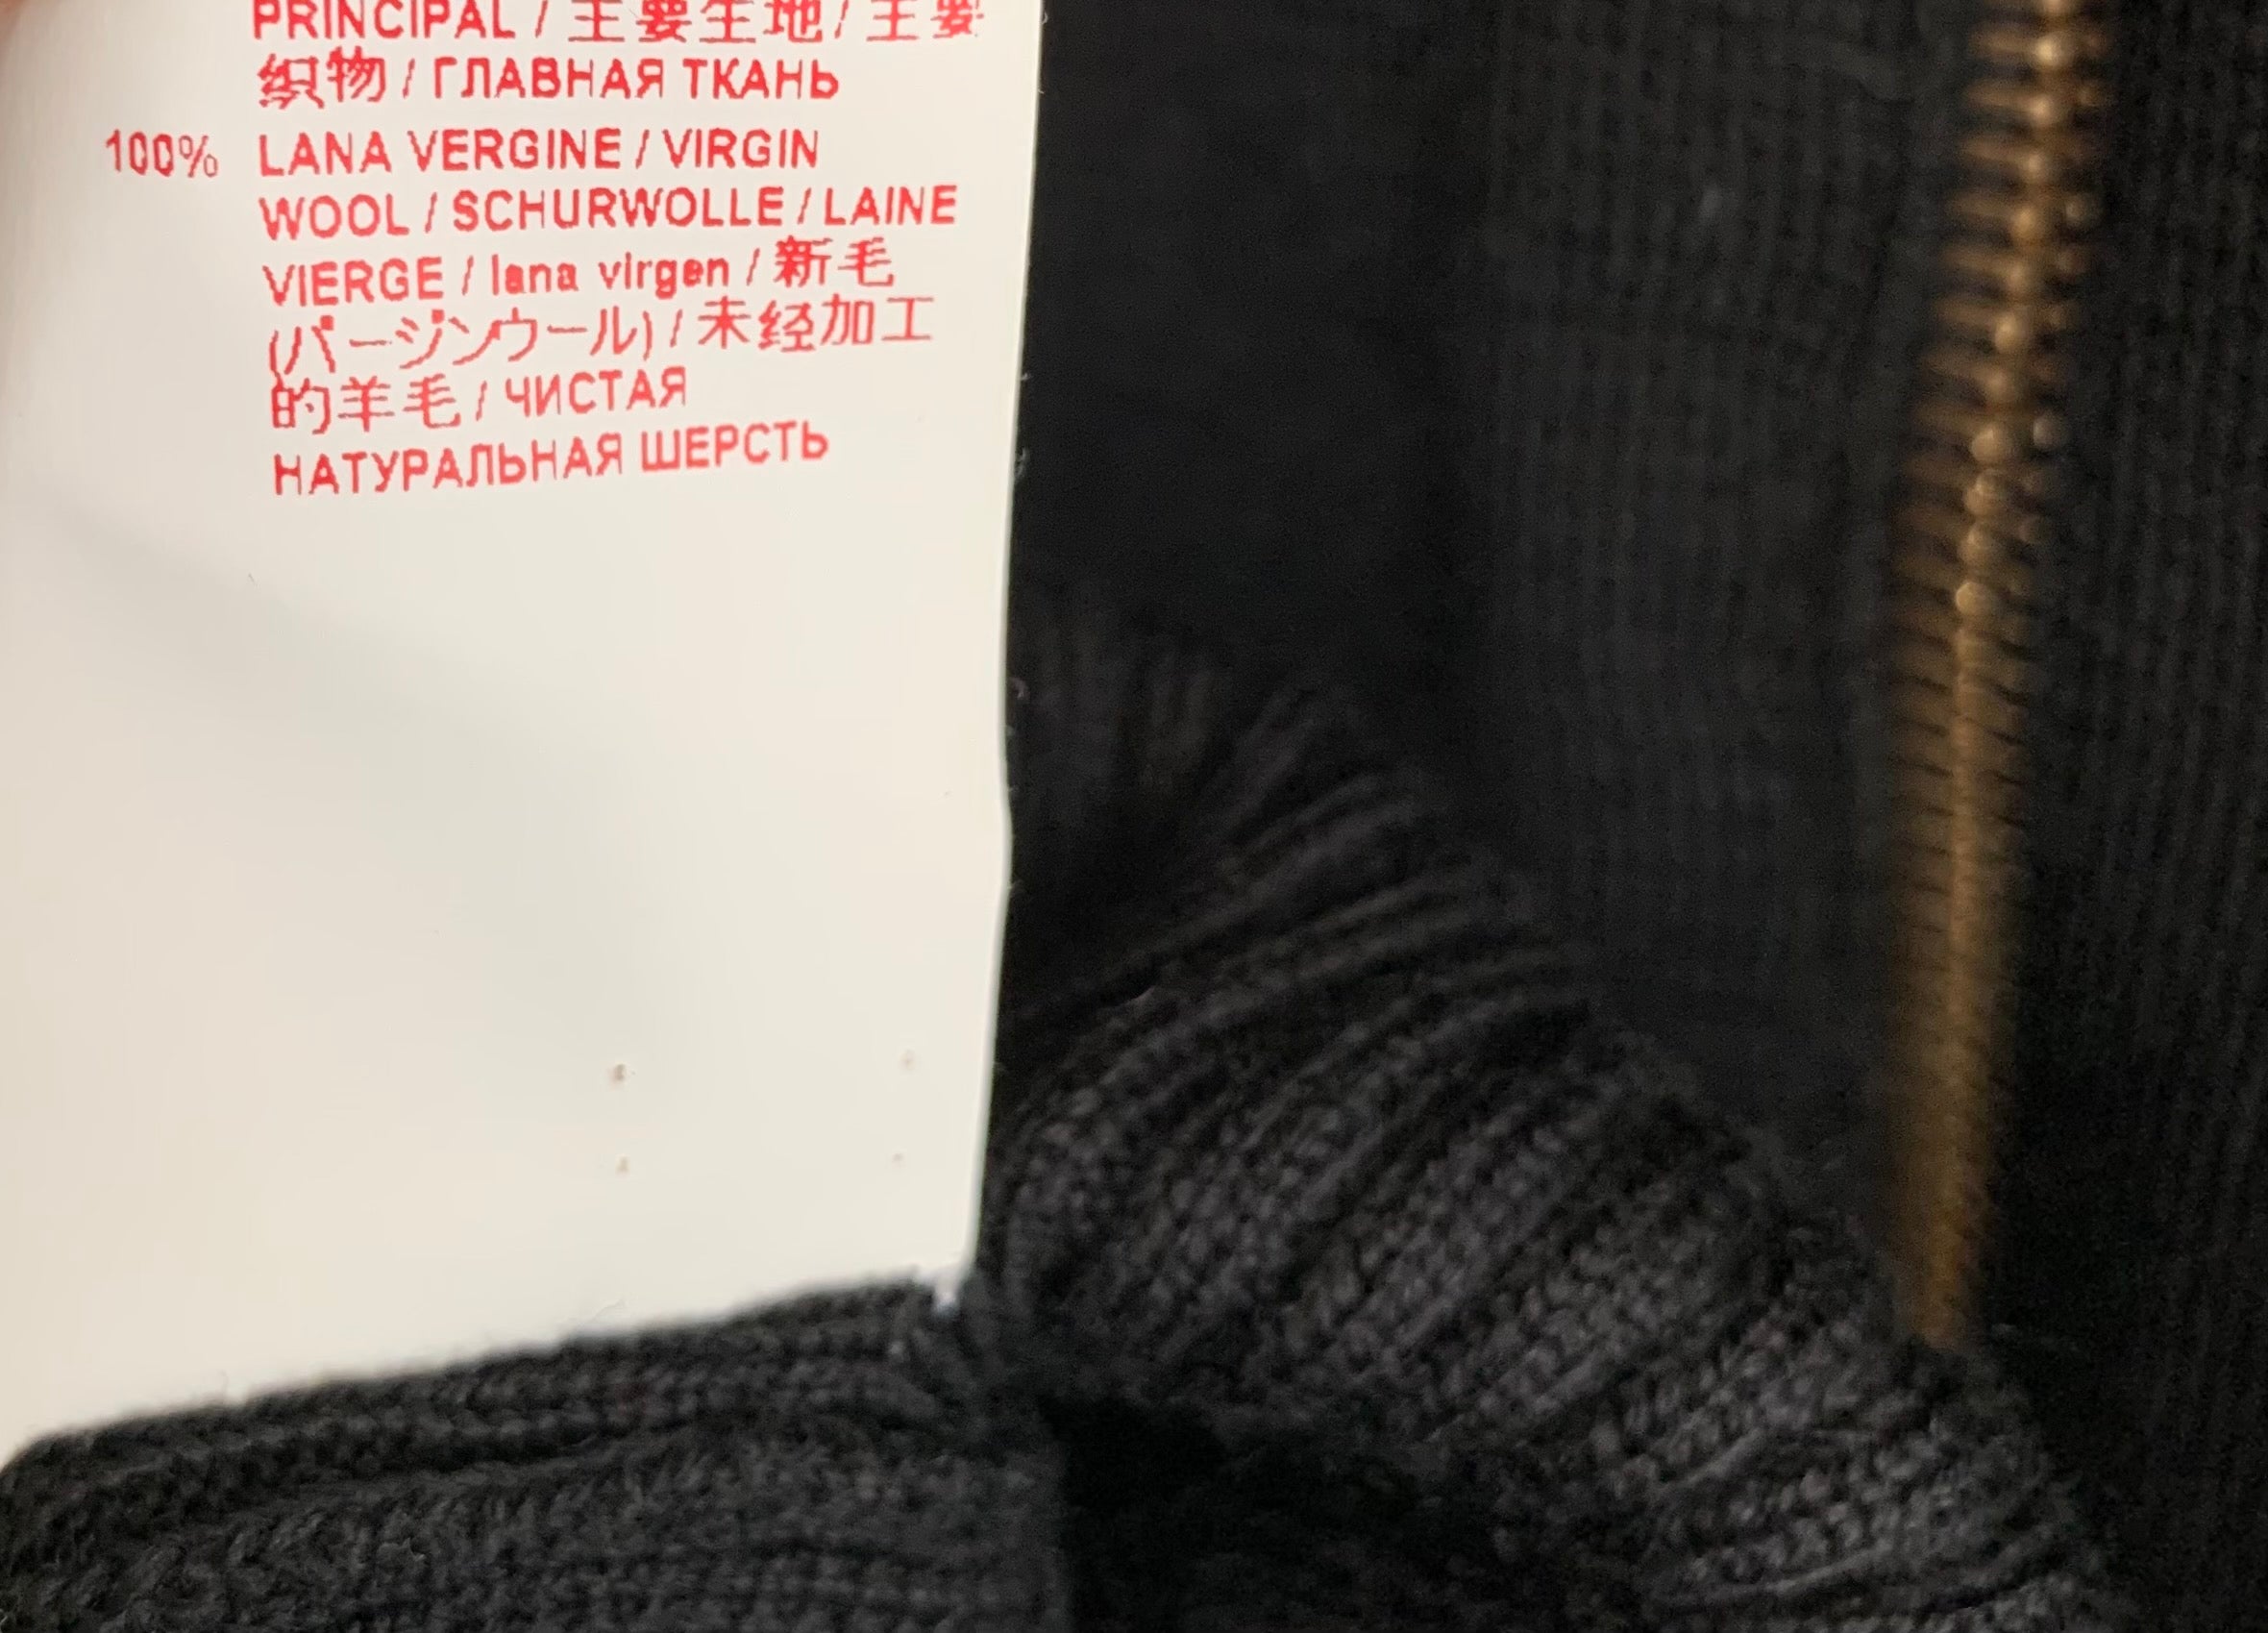 PRINCIPAL / 主要生地 / 主要
织物 / ГЛАВНАЯ ТКАНЬ
100% LANA VERGINE / VIRGIN
WOOL / SCHURWOLLE / LAINE
VIERGE / lana virgen / 新毛
(バージンウール) / 未经加工
的羊毛 / ЧИСТАЯ
НАТУРАЛЬНАЯ ШЕРСТЬ